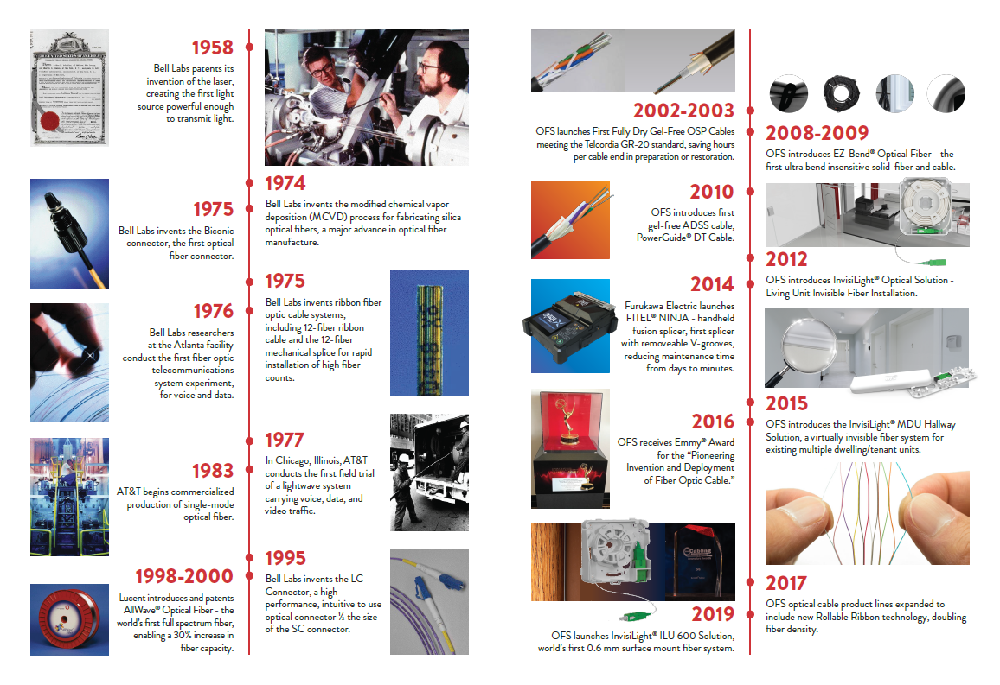 1958
Bell Labs patents its
invention of the laser,
creating the first light
source powerful enough
to transmit light.
1974
Bell Labs invents the modified chemical vapor
deposition (MCVD) process for fabricating silica
optical fibers, a major advance in optical fiber
manufacture.
1975
Bell Labs invents the Biconic
connector, the first optical
fiber connector.
1975
Bell Labs invents ribbon fiber
optic cable systems,
including 12-fiber ribbon
cable and the 12-fiber
mechanical splice for rapid
installation of high fiber
counts.
1976
Bell Labs researchers
at the Atlanta facility
conduct the first fiber optic
telecommunications
system experiment,
for voice and data.
1977
In Chicago, Illinois, AT&T
conducts the first field trial
of a lightwave system
carrying voice, data, and
video traffic.
1983
AT&T begins commercialized
production of single-mode
optical fiber.
1995
Bell Labs invents the LC
Connector, a high
performance, intuitive to use
optical connector ½ the size
of the SC connector.
1998-2000
Lucent introduces and patents
AllWave® Optical Fiber - the
world's first full spectrum fiber,
enabling a 30% increase in
fiber capacity.
2002-2003
OFS launches First Fully Dry Gel-Free OSP Cables
meeting the Telcordia GR-20 standard, saving hours
per cable end in preparation or restoration.
2008-2009
OFS introduces EZ-Bend® Optical Fiber - the
first ultra bend insensitive solid-fiber and cable.
2010
OFS introduces first
gel-free ADSS cable,
PowerGuide® DT Cable.
2012
OFS introduces InvisiLight® Optical Solution -
Living Unit Invisible Fiber Installation.
2014
Furukawa Electric launches
FITEL® NINJA - handheld
fusion splicer, first splicer
with removeable V-grooves,
reducing maintenance time
from days to minutes.
2015
OFS introduces the InvisiLight® MDU Hallway
Solution, a virtually invisible fiber system for
existing multiple dwelling/tenant units.
2016
OFS receives Emmy® Award
for the "Pioneering
Invention and Deployment
of Fiber Optic Cable."
2017
OFS optical cable product lines expanded to
include new Rollable Ribbon technology, doubling
fiber density.
Cabling
2019
OFS launches InvisiLight® ILU 600 Solution,
world's first 0.6 mm surface mount fiber system.